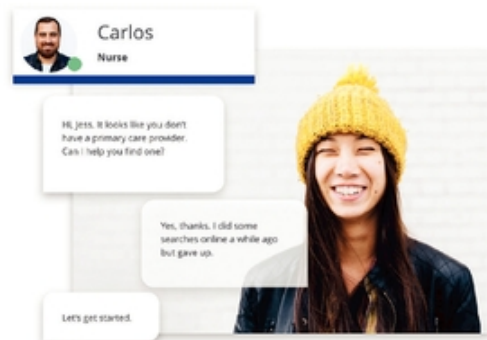 Carlos
Nurse
Hi, Jess. It looks like you don't
have a primary care provider.
Can I help you find one?
Yes, thanks. I did some
searches online a while ago
but gave up.
Let's get started.